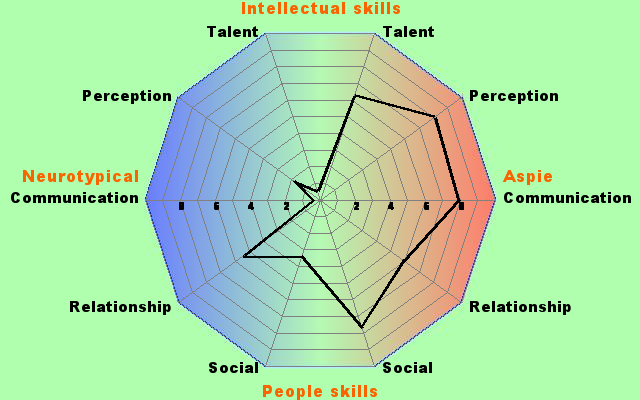 Intellectual skills
Talent Talent
Perception Perception
Neurotypical Aspie
Communication 8 6 4 2 2 4 6 8 Communication
Relationship Relationship
Social Social
People skills